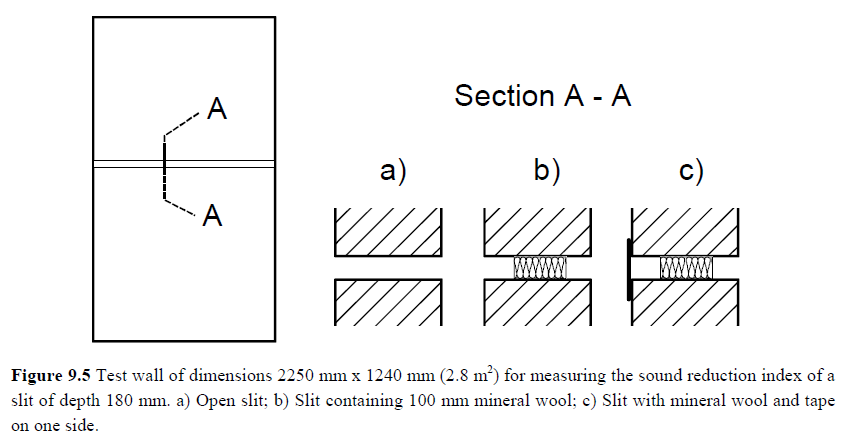 A
A
Section A - A
a)
b)
c)
Figure 9.5 Test wall of dimensions 2250 mm x 1240 mm (2.8 m²) for measuring the sound reduction index of a
slit of depth 180 mm. a) Open slit; b) Slit containing 100 mm mineral wool; c) Slit with mineral wool and tape
on one side.